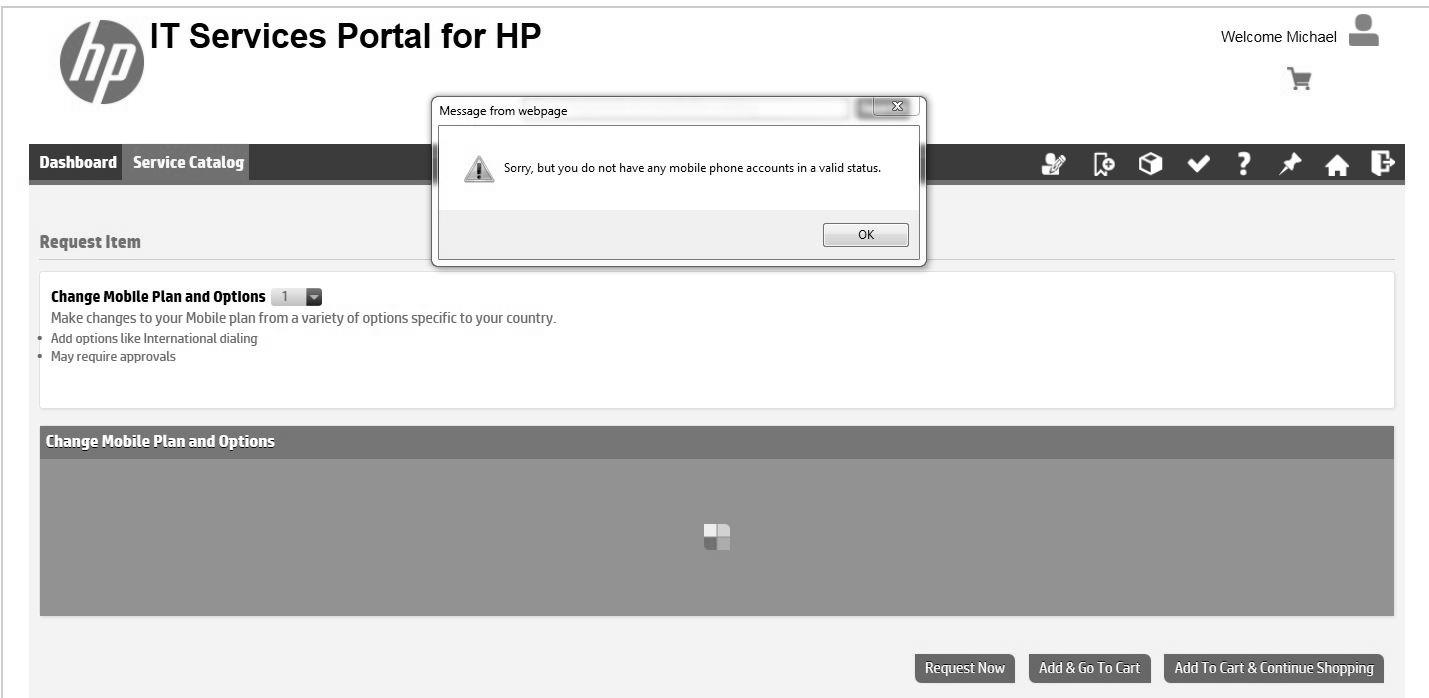 hp
IT Services Portal for HP
Welcome Michael
Message from webpage
Sorry, but you do not have any mobile phone accounts in a valid status.
OK
Dashboard Service Catalog
Request Item
Change Mobile Plan and Options 1
Make changes to your Mobile plan from a variety of options specific to your country.
• Add options like International dialing
• May require approvals
Change Mobile Plan and Options
Request Now Add & Go To Cart Add To Cart & Continue Shopping